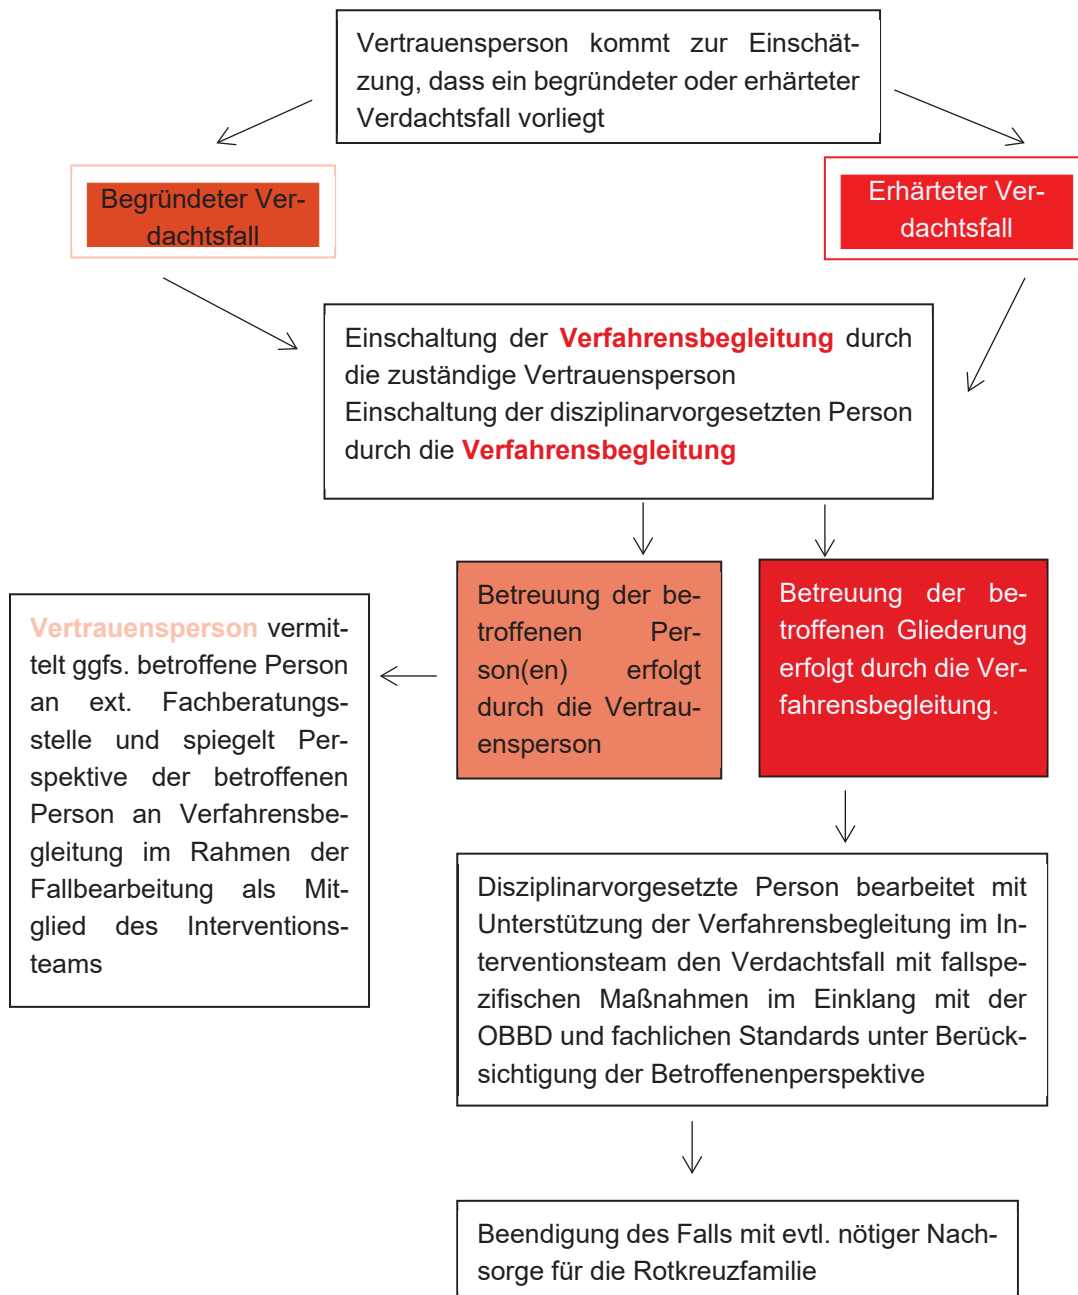 Vertrauensperson kommt zur Einschät-
zung, dass ein begründeter oder erhärteter
Verdachtsfall vorliegt
Begründeter Ver-
dachtsfall
Erhärteter Ver-
dachtsfall
Einschaltung der Verfahrensbegleitung durch
die zuständige Vertrauensperson
Einschaltung der disziplinarvorgesetzten Person
durch die Verfahrensbegleitung
Vertrauensperson vermit-
telt ggfs. betroffene Person
an ext. Fachberatungs-
stelle und spiegelt Per-
spektive der betroffenen
Person an Verfahrensbe-
gleitung im Rahmen der
Fallbearbeitung als Mit-
glied des Interventions-
teams
Betreuung der be-
troffenen Per-
son(en) erfolgt
durch die Vertrau-
ensperson
Betreuung der be-
troffenen Gliederung
erfolgt durch die Ver-
fahrensbegleitung.
Disziplinarvorgesetzte Person bearbeitet mit
Unterstützung der Verfahrensbegleitung im In-
terventionsteam den Verdachtsfall mit fallspe-
zifischen Maßnahmen im Einklang mit der
OBBD und fachlichen Standards unter Berück-
sichtigung der Betroffenenperspektive
Beendigung des Falls mit evtl. nötiger Nach-
sorge für die Rotkreuzfamilie